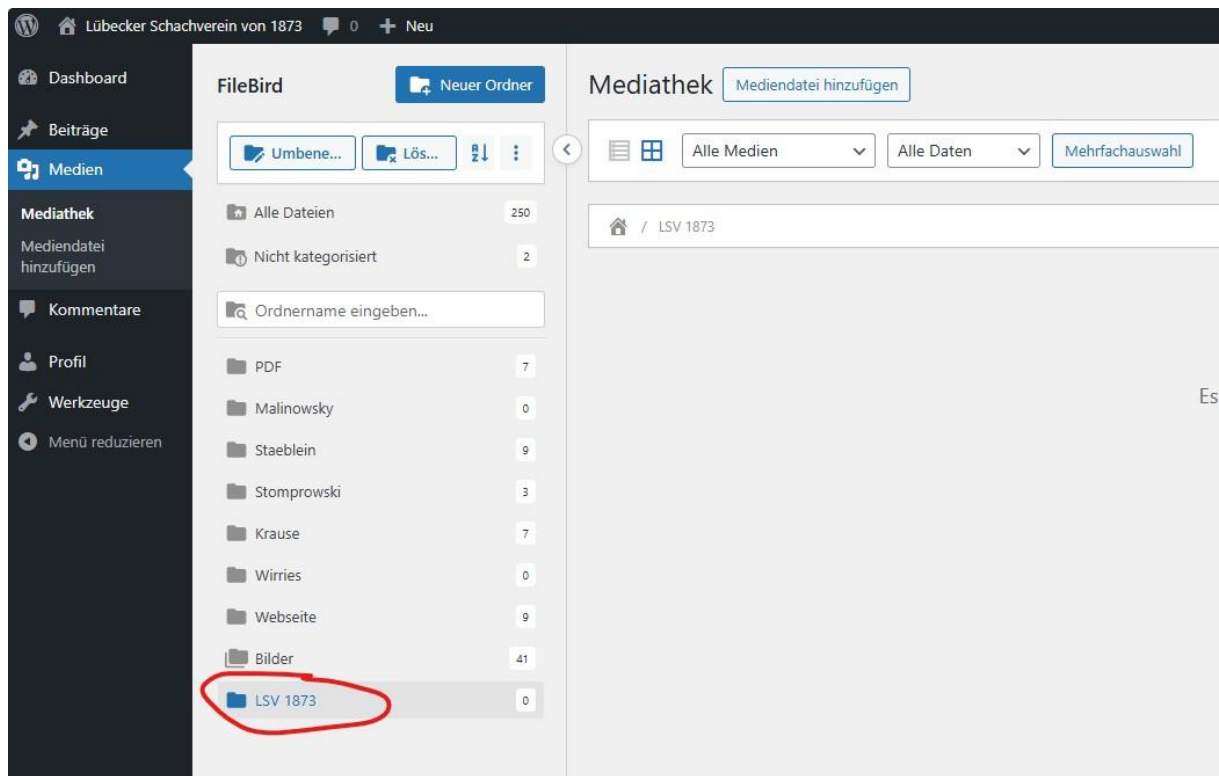 Lübecker Schachverein von 1873 0 Neu
Dashboard
Beiträge
Medien
Mediathek
Mediendatei
hinzufügen
Kommentare
Profil
Werkzeuge
Menü reduzieren
FileBird Neuer Ordner
Umbene... Lös...
Alle Dateien 250
Nicht kategorisiert 2
Ordnername eingeben...
PDF 7
Malinowsky 0
Staeblein 9
Stomprowski 3
Krause 7
Wirries 0
Webseite 9
Bilder 41
LSV 1873 0
Mediathek Mediendatei hinzufügen
Alle Medien Alle Daten Mehrfachauswahl
/ LSV 1873
Es